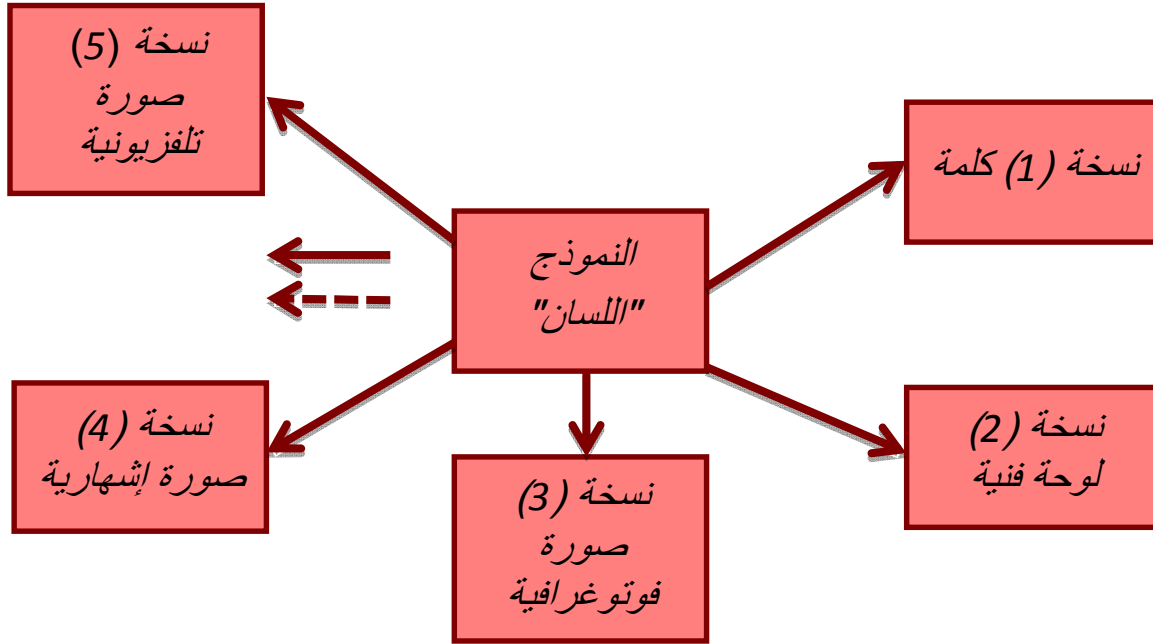 نسخة (5)
صورة
تلفزيونية
نسخة (1) كلمة
النموذج
"اللسان"
نسخة (4)
صورة إشهارية
نسخة (2)
لوحة فنية
نسخة (3)
صورة
فوتوغرافية